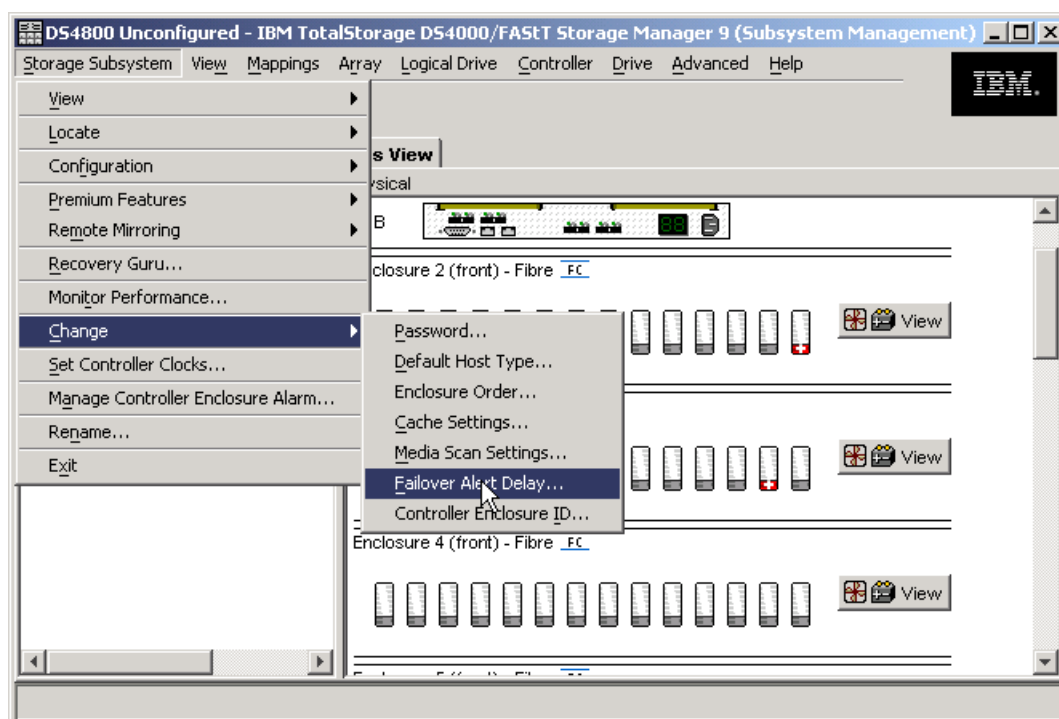 DS4800 Unconfigured - IBM TotalStorage DS4000/FAStT Storage Manager 9 (Subsystem Management)
Storage Subsystem View Mappings Array Logical Drive Controller Drive Advanced Help
IBM.
View
Locate
Configuration
Premium Features
Remote Mirroring
Recovery Guru...
Monitor Performance...
Change
Set Controller Clocks...
Manage Controller Enclosure Alarm...
Rename...
Exit
Password...
Default Host Type...
Enclosure Order...
Cache Settings...
Media Scan Settings...
Failover Alert Delay...
Controller Enclosure ID...
s View
ysical
B
88
closure 2 (front) - Fibre FC
View
View
Enclosure 4 (front) - Fibre FC
View